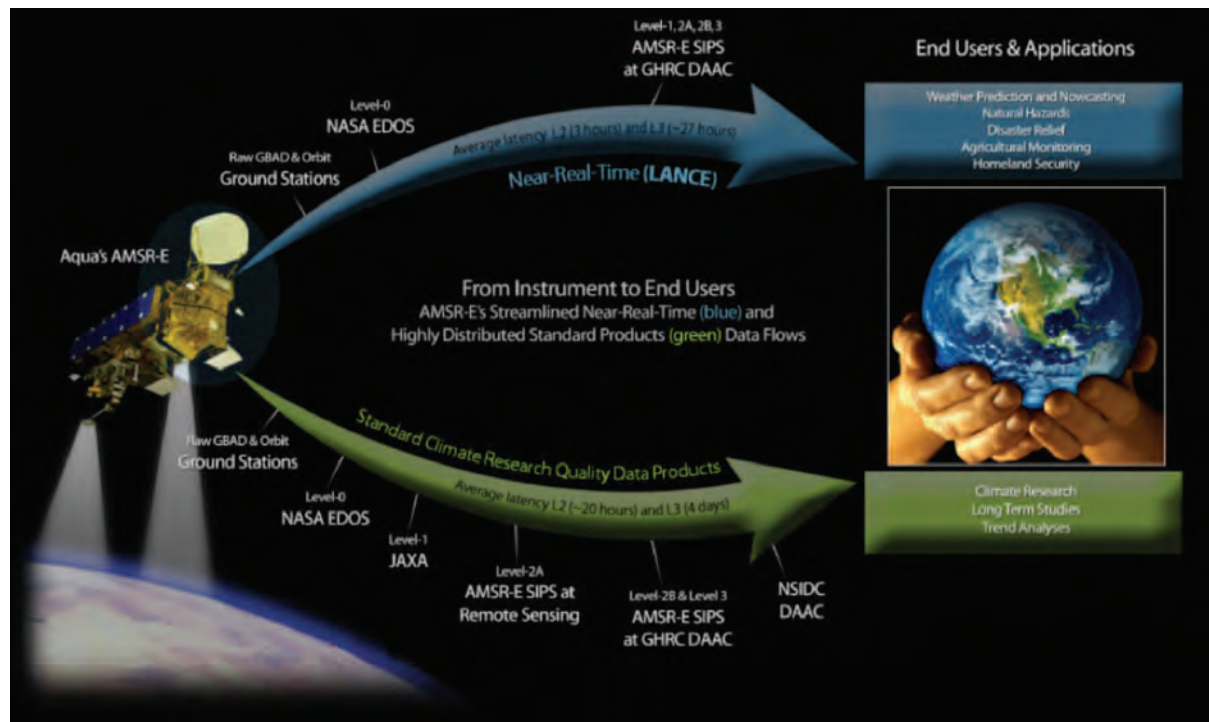 Level-1, 2A, 2B, 3
AMSR-E SIPS
at GHRC DAAC
End Users & Applications
Level-0
NASA EDOS
Weather Prediction and Nowcasting
Natural Hazards
Disaster Relief
Agricultural Monitoring
Homeland Security
Average latency L2 (3 hours) and L3 (~27 hours)
Raw GBAD & Orbit
Ground Stations
Near-Real-Time (LANCE)
Aqua's AMSR-E
From Instrument to End Users
AMSR-E's Streamlined Near-Real-Time (blue) and
Highly Distributed Standard Products (green) Data Flows
Raw GBAD & Orbit
Ground Stations
Standard Climate Research Quality Data Products
Average latency L2 (~20 hours) and L3 (4 days)
Level-0
NASA EDOS
Climate Research
Long Term Studies
Trend Analyses
Level-1
JAXA
Level-2A
AMSR-E SIPS at
Remote Sensing
Level-2B & Level 3
AMSR-E SIPS
at GHRC DAAC
NSIDC
DAAC